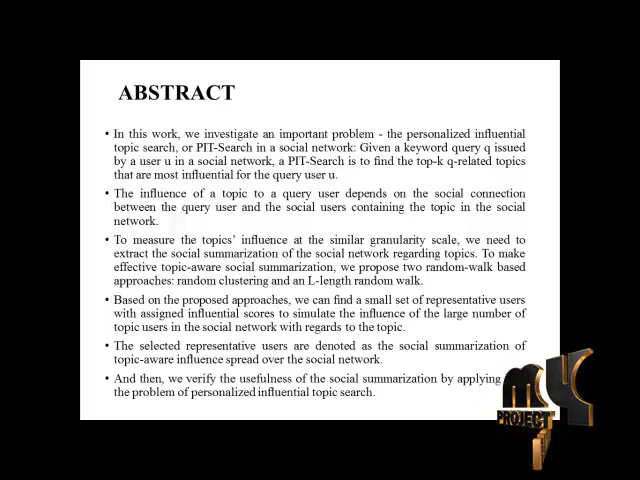 ABSTRACT
• In this work, we investigate an important problem - the personalized influential
topic search, or PIT-Search in a social network: Given a keyword query q issued
by a user u in a social network, a PIT-Search is to find the top-k q-related topics
that are most influential for the query user u.
• The influence of a topic to a query user depends on the social connection
between the query user and the social users containing the topic in the social
network.
• To measure the topics’ influence at the similar granularity scale, we need to
extract the social summarization of the social network regarding topics. To make
effective topic-aware social summarization, we propose two random-walk based
approaches: random clustering and an L-length random walk.
• Based on the proposed approaches, we can find a small set of representative users
with assigned influential scores to simulate the influence of the large number of
topic users in the social network with regards to the topic.
• The selected representative users are denoted as the social summarization of
topic-aware influence spread over the social network.
• And then, we verify the usefulness of the social summarization by applying
the problem of personalized influential topic search.
MY
PROJECT